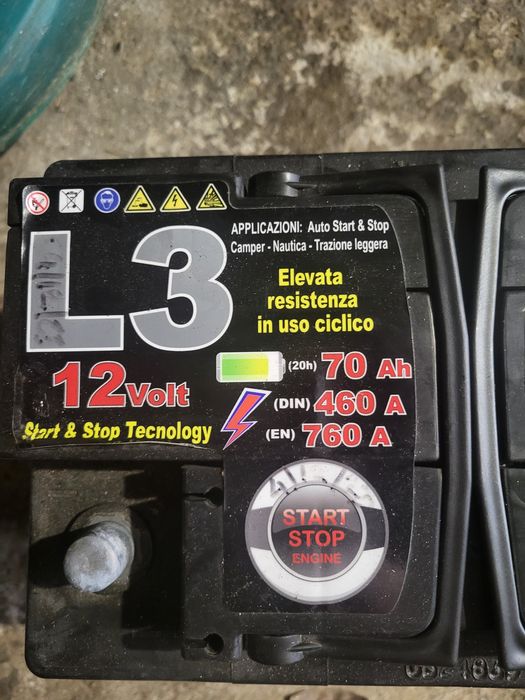 APPLICAZIONI: Auto Start & Stop
Camper - Nautica - Trazione leggera
L3
Elevata
resistenza
in uso ciclico
12Volt
Start & Stop Tecnology
(20h) 70 Ah
(DIN) 460 A
(EN) 760 A
START
STOP
ENGINE